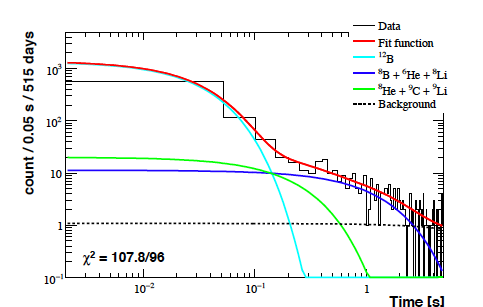 Data
Fit function
¹²B
⁸B + ⁶He + ⁸Li
⁸He + ⁹C + ⁹Li
Background
count / 0.05 s / 515 days
10³
10²
10
1
10⁻¹
χ² = 107.8/96
10⁻² 10⁻¹ 1
Time [s]